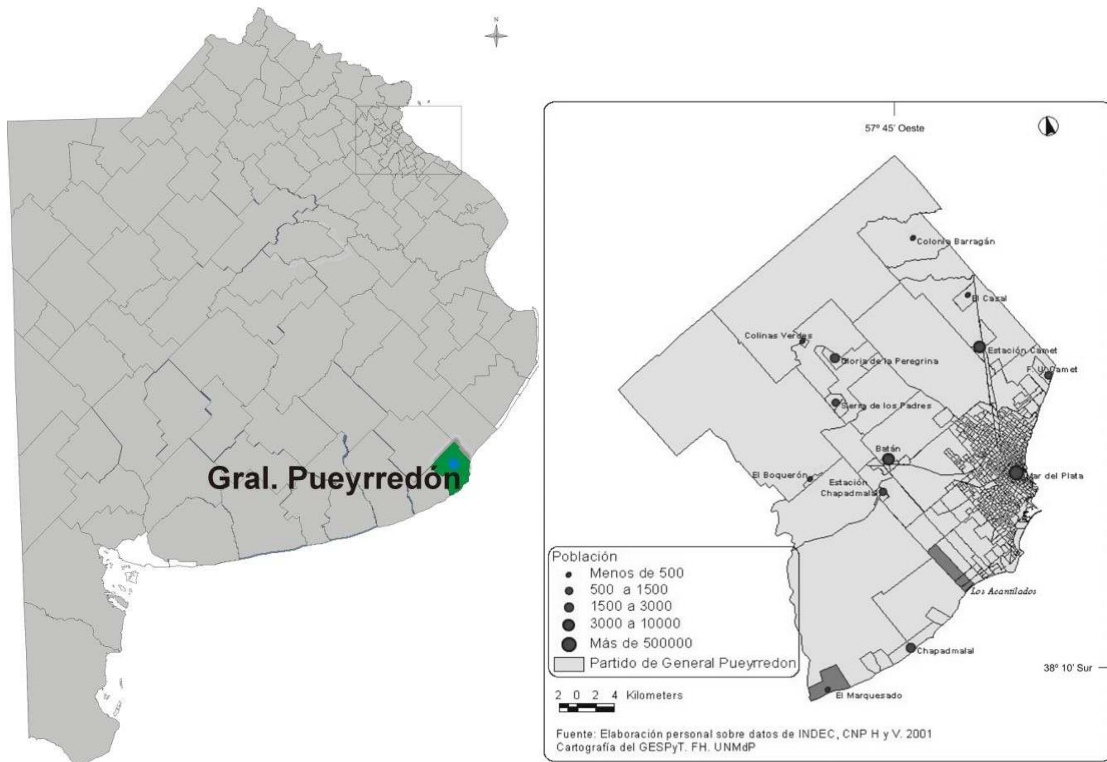 N
Gral. Pueyrredón
57º 45' Oeste
Colonia Barragán
El Casal
Colinas Verdes
Estación Camet
Gloria de la Peregrina
F. U. Camet
Sierra de los Padres
Batán
El Boquerón
Mar del Plata
Estación
Chapadmalal
Población
Menos de 500
500 a 1500
1500 a 3000
3000 a 10000
Más de 500000
Partido de General Pueyrredon
Los Acantilados
Chapadmalal
38º 10' Sur
El Marquesado
2 0 2 4 Kilometers
Fuente: Elaboración personal sobre datos de INDEC, CNP H y V. 2001
Cartografía del GESPyT. FH. UNMdP